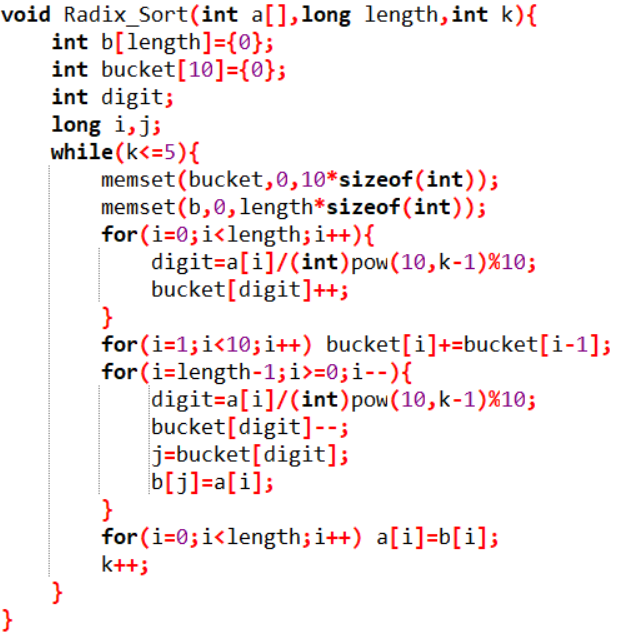 void Radix_Sort(int a[],long length,int k){
    int b[length]={0};
    int bucket[10]={0};
    int digit;
    long i,j;
    while(k<=5){
        memset(bucket,0,10*sizeof(int));
        memset(b,0,length*sizeof(int));
        for(i=0;i<length;i++){
            digit=a[i]/(int)pow(10,k-1)%10;
            bucket[digit]++;
        }
        for(i=1;i<10;i++) bucket[i]+=bucket[i-1];
        for(i=length-1;i>=0;i--){
            digit=a[i]/(int)pow(10,k-1)%10;
            bucket[digit]--;
            j=bucket[digit];
            b[j]=a[i];
        }
        for(i=0;i<length;i++) a[i]=b[i];
        k++;
    }
}